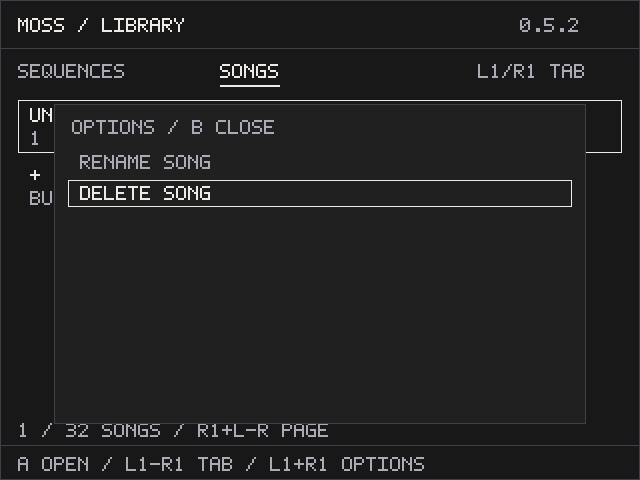 MOSS / LIBRARY 0.5.2
SEQUENCES SONGS L1/R1 TAB
UN
OPTIONS / B CLOSE
1
RENAME SONG
+
DELETE SONG
BU
1 / 32 SONGS / R1+L-R PAGE
A OPEN / L1-R1 TAB / L1+R1 OPTIONS